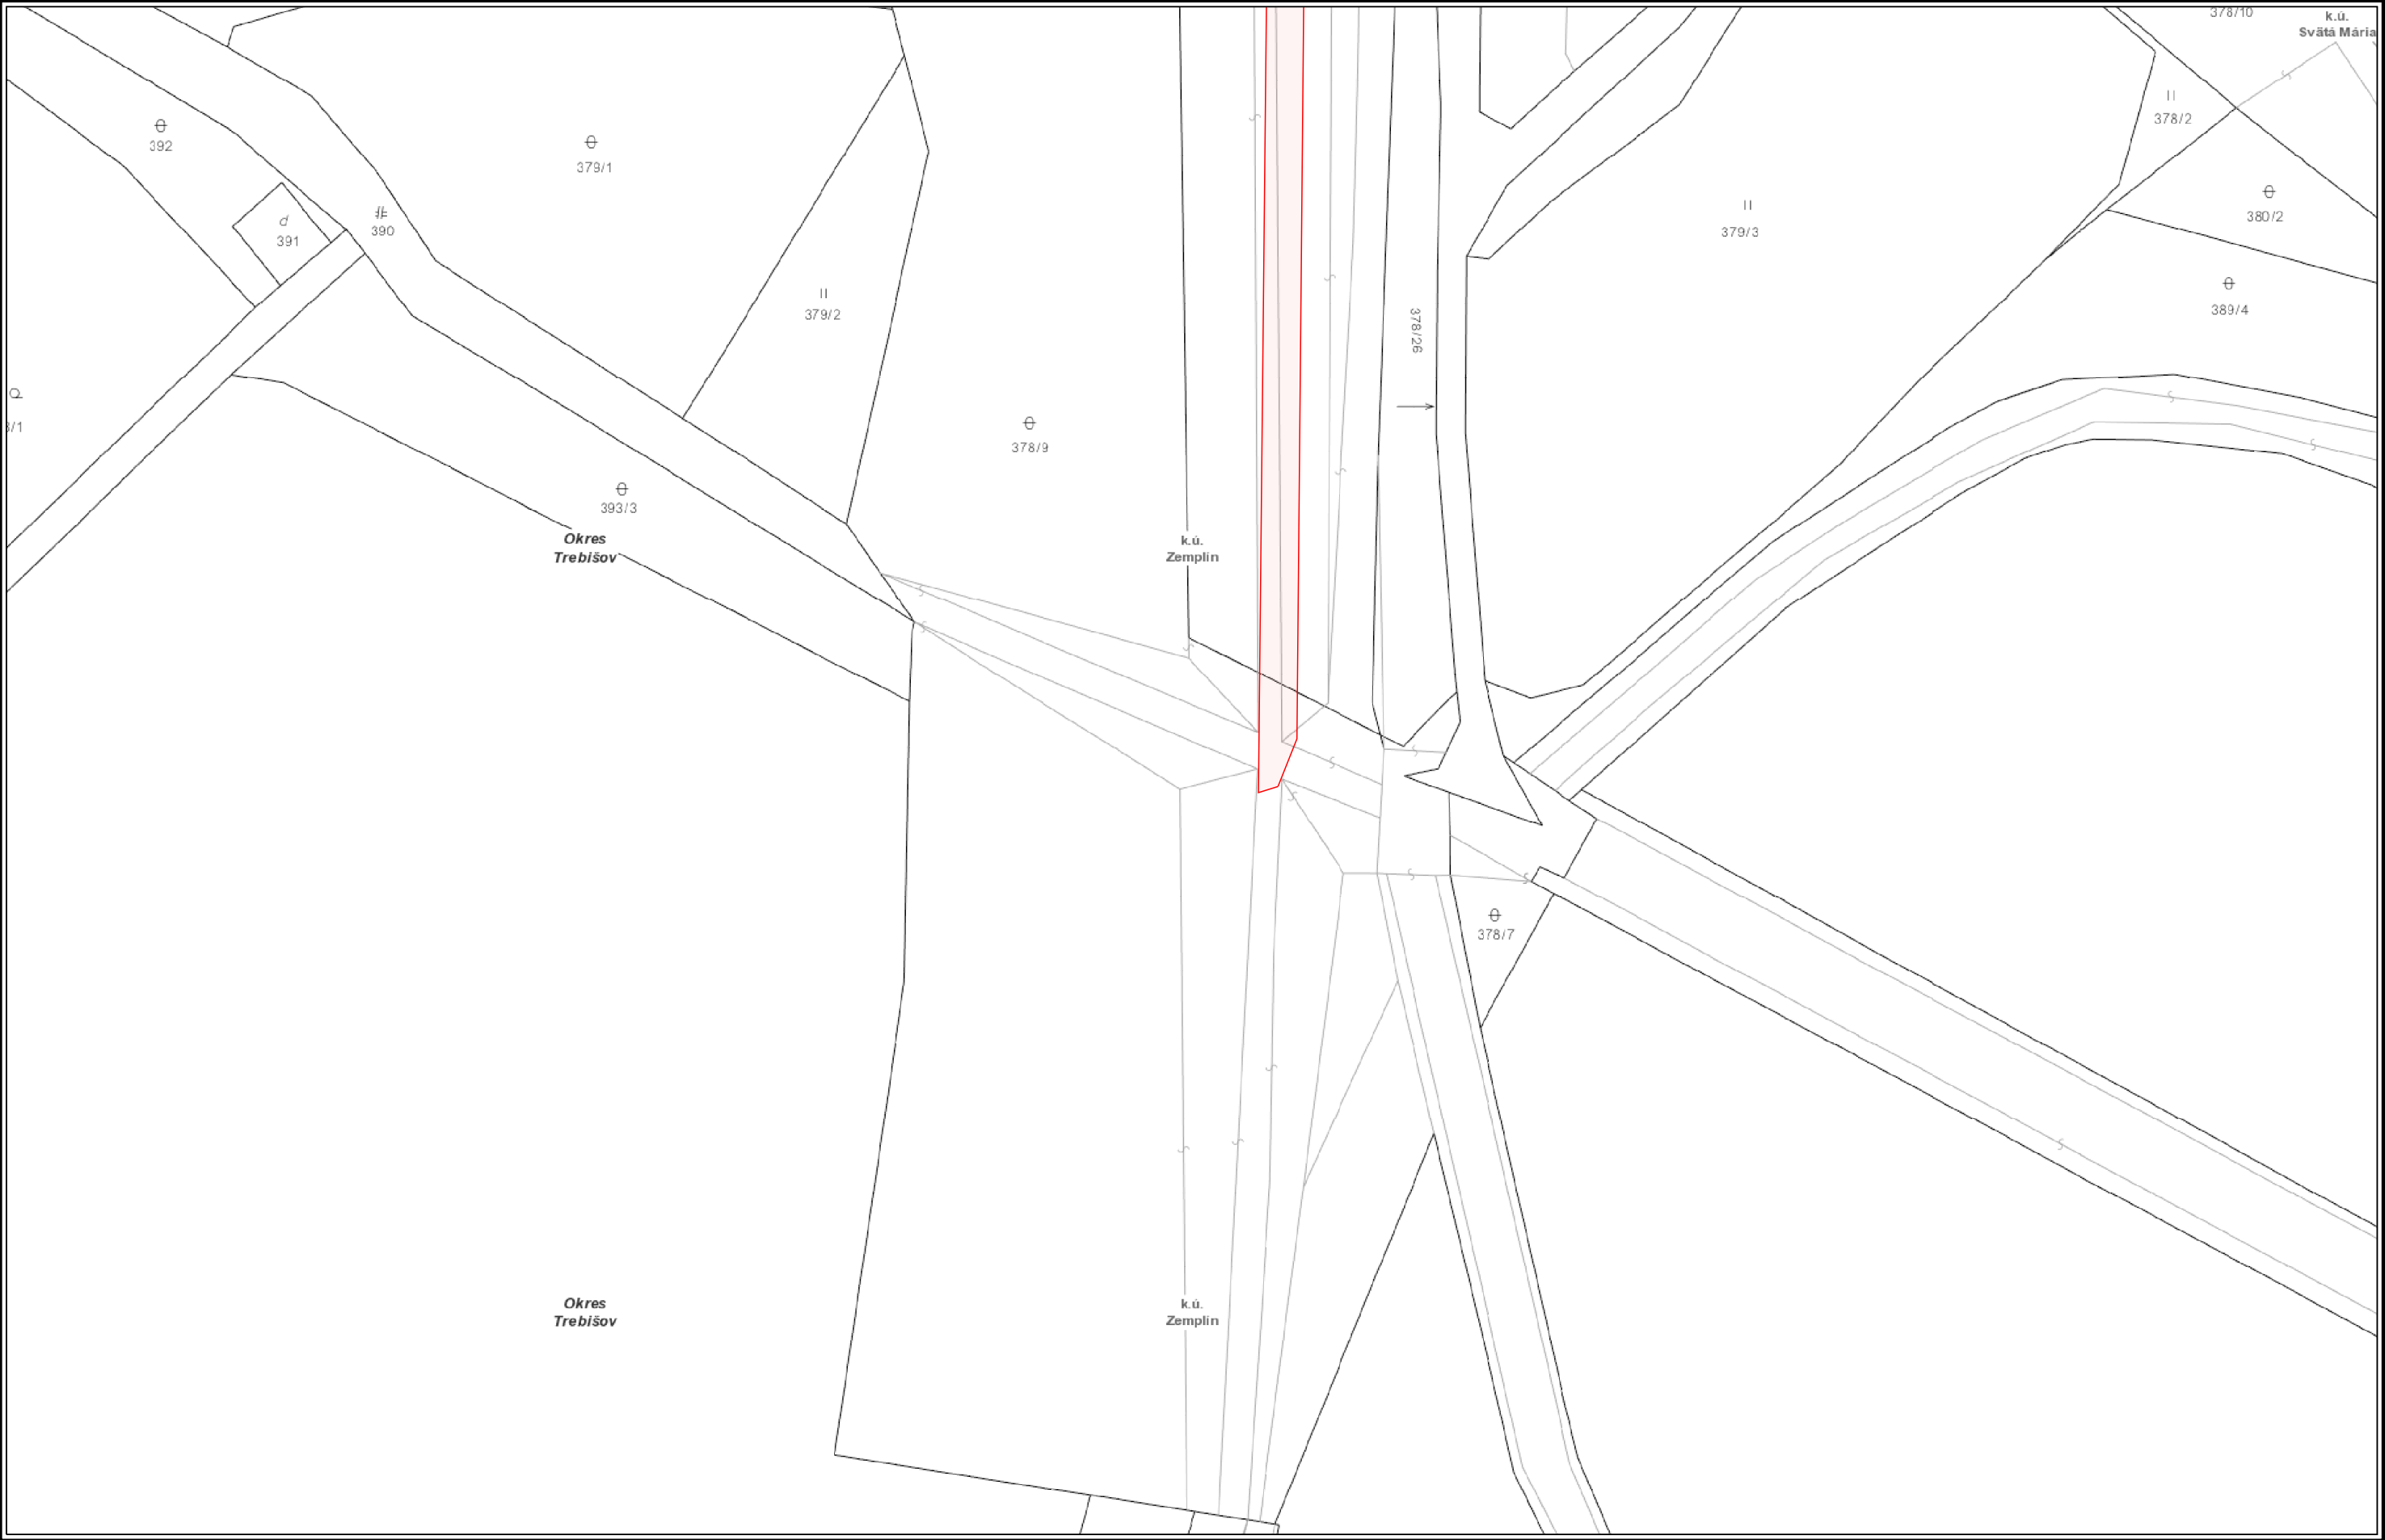 378/10
k.ú.
Svätá Mária
378/2
392
379/1
380/2
d
391
390
379/3
379/2
389/4
378/26
/1
378/9
393/3
Okres
Trebišov
k.ú.
Zemplín
378/7
Okres
Trebišov
k.ú.
Zemplín